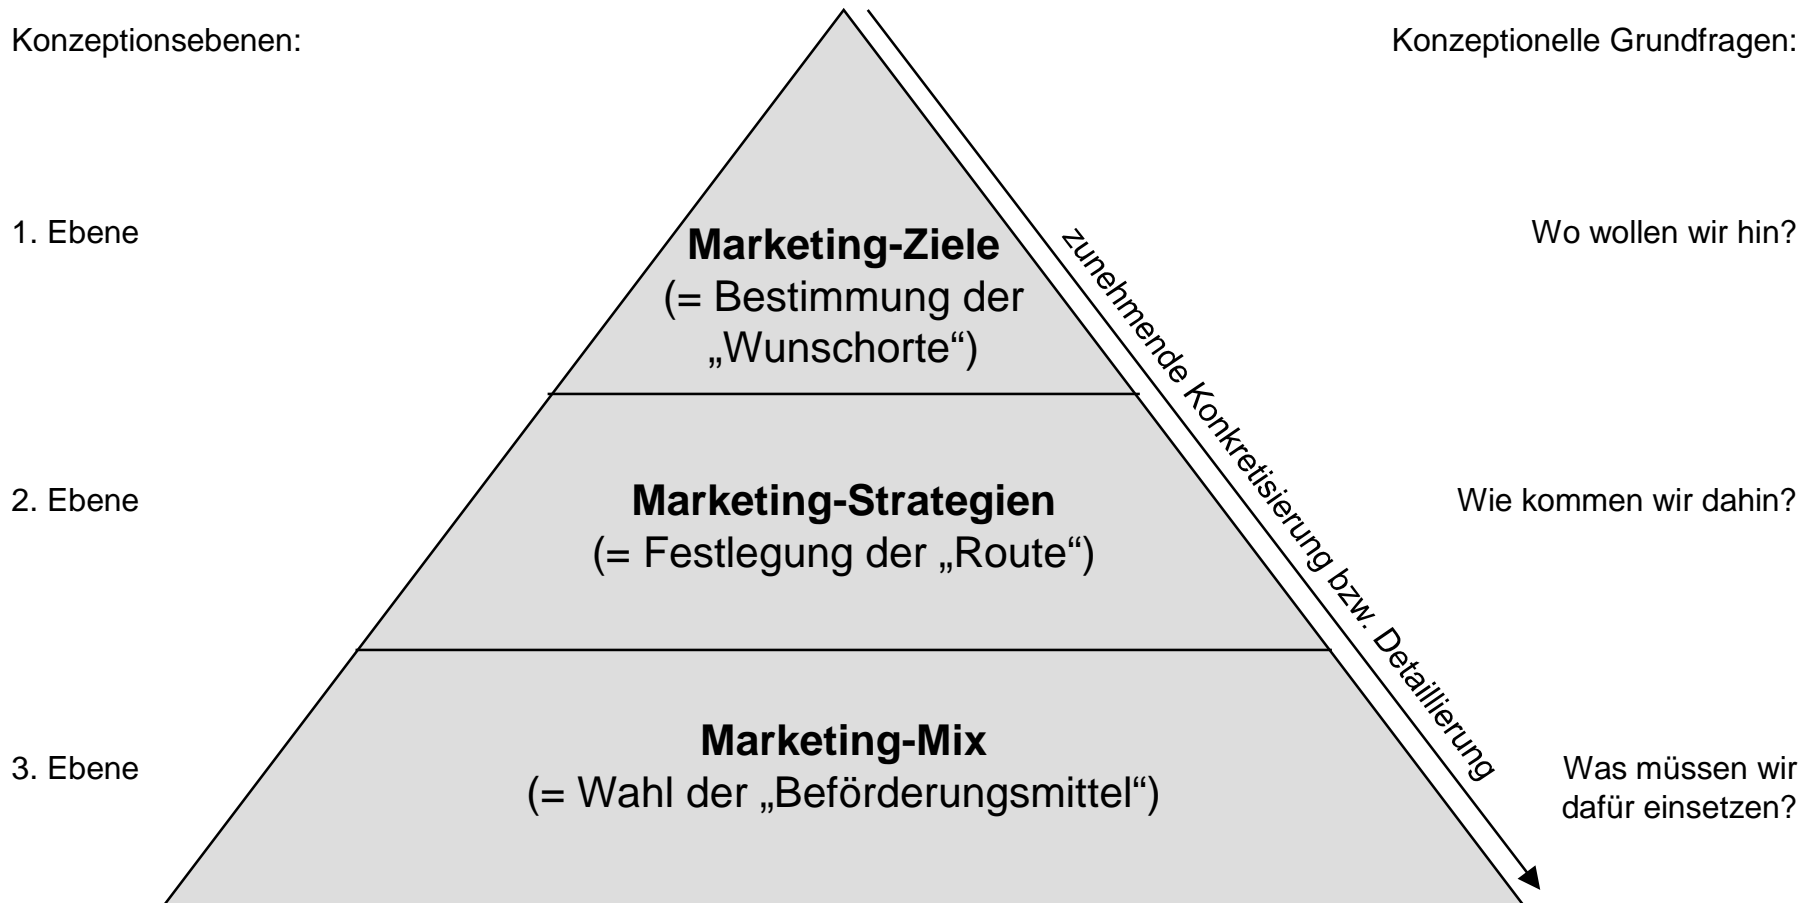 Konzeptionsebenen:
Konzeptionelle Grundfragen:
1. Ebene
Marketing-Ziele
(= Bestimmung der
„Wunschorte“)
Wo wollen wir hin?
zunehmende Konkretisierung bzw. Detaillierung
2. Ebene
Marketing-Strategien
(= Festlegung der „Route“)
Wie kommen wir dahin?
3. Ebene
Marketing-Mix
(= Wahl der „Beförderungsmittel“)
Was müssen wir
dafür einsetzen?